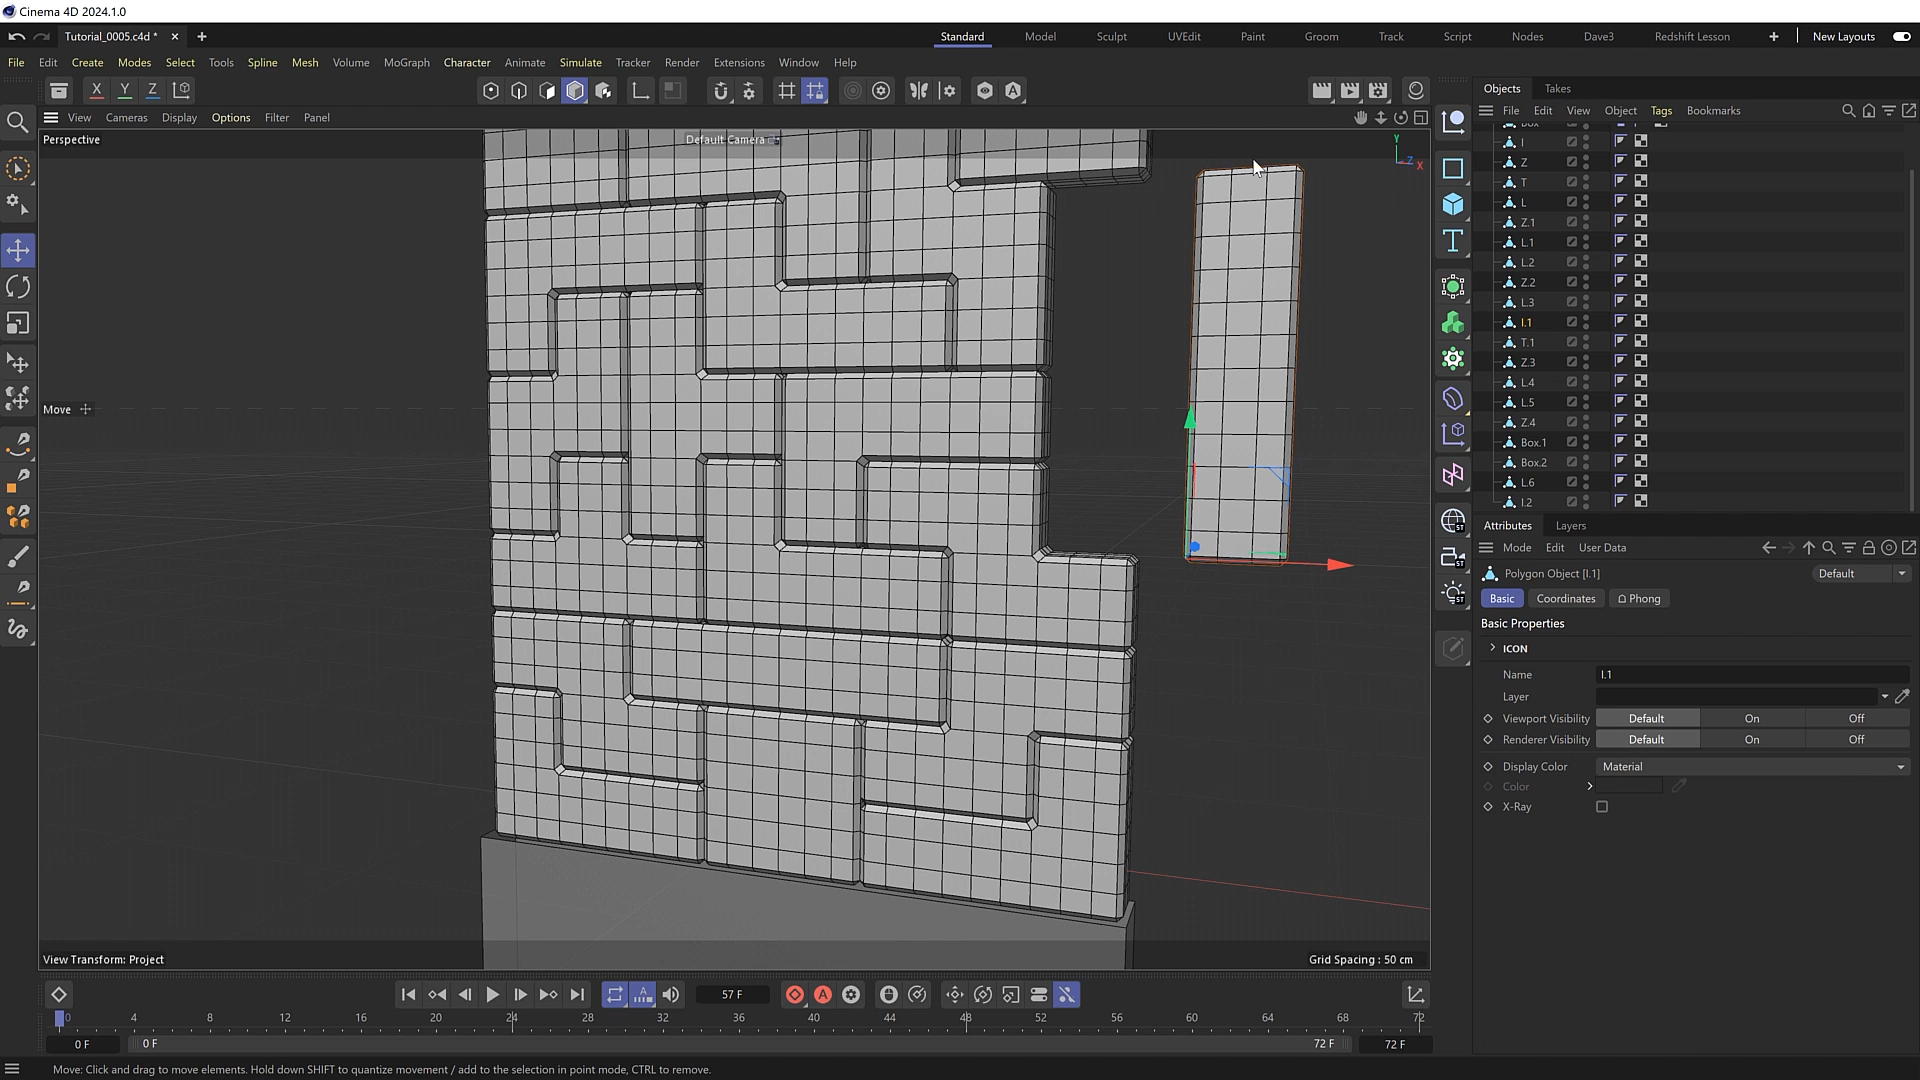 Cinema 4D 2024.1.0
Tutorial_0005.c4d *
Standard Model Sculpt UVEdit Paint Groom Track Script Nodes Dave3 Redshift Lesson New Layouts
File Edit Create Modes Select Tools Spline Mesh Volume MoGraph Character Animate Simulate Tracker Render Extensions Window Help
X Y Z
Objects Takes
File Edit View Object Tags Bookmarks
View Cameras Display Options Filter Panel
Perspective
Default Camera
Y
Z
X
Move
I
Z
T
L
Z.1
L.1
L.2
Z.2
L.3
I.1
T.1
Z.3
L.4
L.5
Z.4
Box.1
Box.2
L.6
I.2
ST
ST
ST
Attributes Layers
Mode Edit User Data
Polygon Object [I.1]
Default
Basic Coordinates Phong
Basic Properties
ICON
Name I.1
Layer
Viewport Visibility Default On Off
Renderer Visibility Default On Off
Display Color Material
Color
X-Ray
View Transform: Project
Grid Spacing : 50 cm
57 F
0 4 8 12 16 20 24 28 32 36 40 44 48 52 56 60 64 68 72
0 F 0 F 72 F 72 F
Move: Click and drag to move elements. Hold down SHIFT to quantize movement / add to the selection in point mode, CTRL to remove.